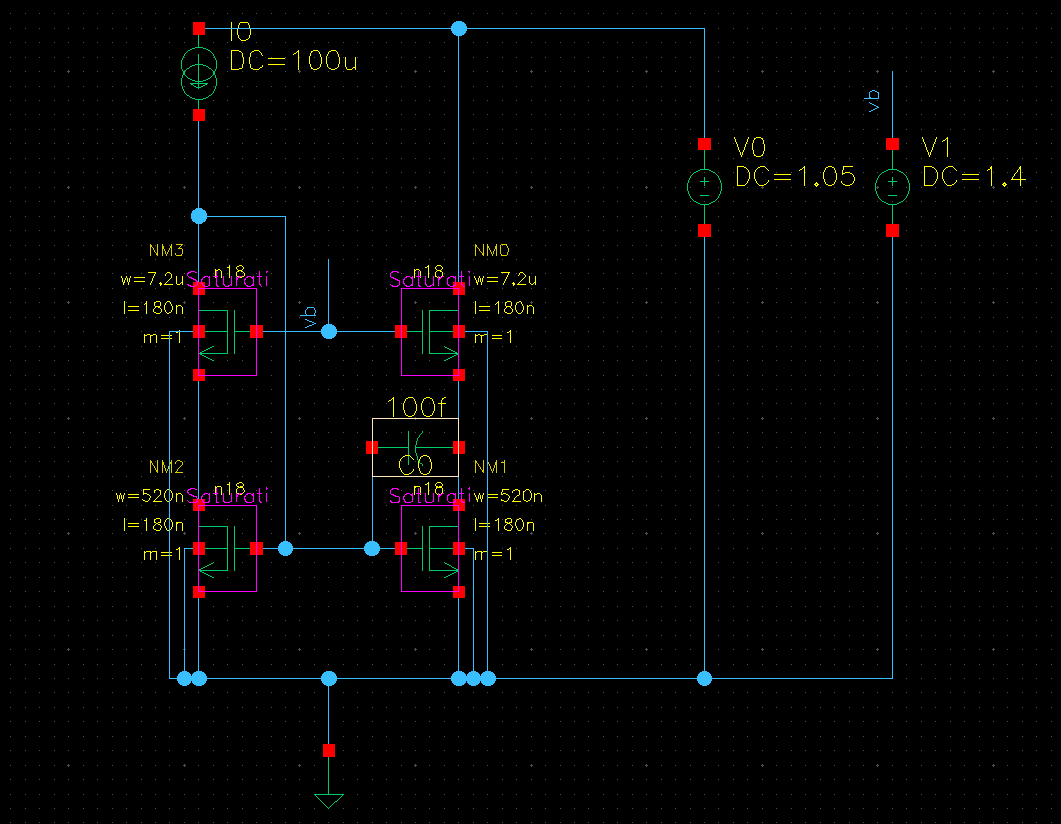 I0
DC=100u
vb
V0
DC=1.05
V1
DC=1.4
NM3
n18
w=7.2u
Saturati
l=180n
m=1
NM0
n18
Saturati
w=7.2u
l=180n
m=1
vb
100f
C0
NM2
n18
w=520n
Saturati
l=180n
m=1
NM1
n18
Saturati
w=520n
l=180n
m=1